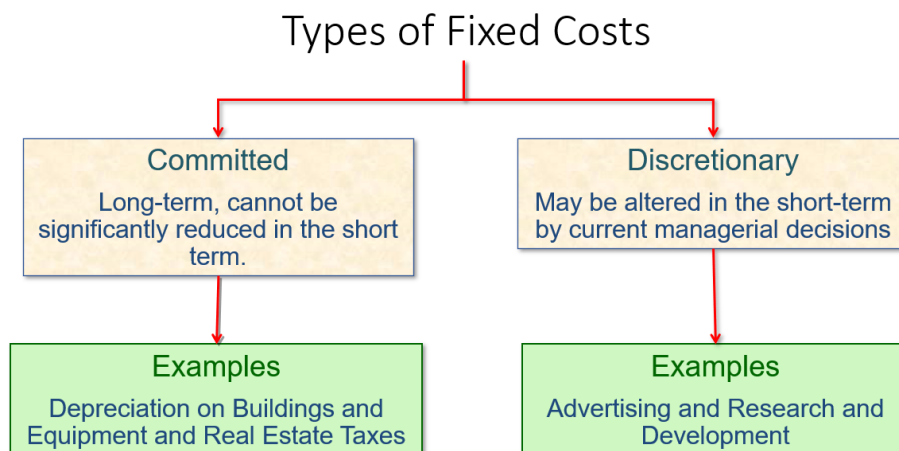 Types of Fixed Costs
Committed
Long-term, cannot be
significantly reduced in the short
term.
Discretionary
May be altered in the short-term
by current managerial decisions
Examples
Depreciation on Buildings and
Equipment and Real Estate Taxes
Examples
Advertising and Research and
Development